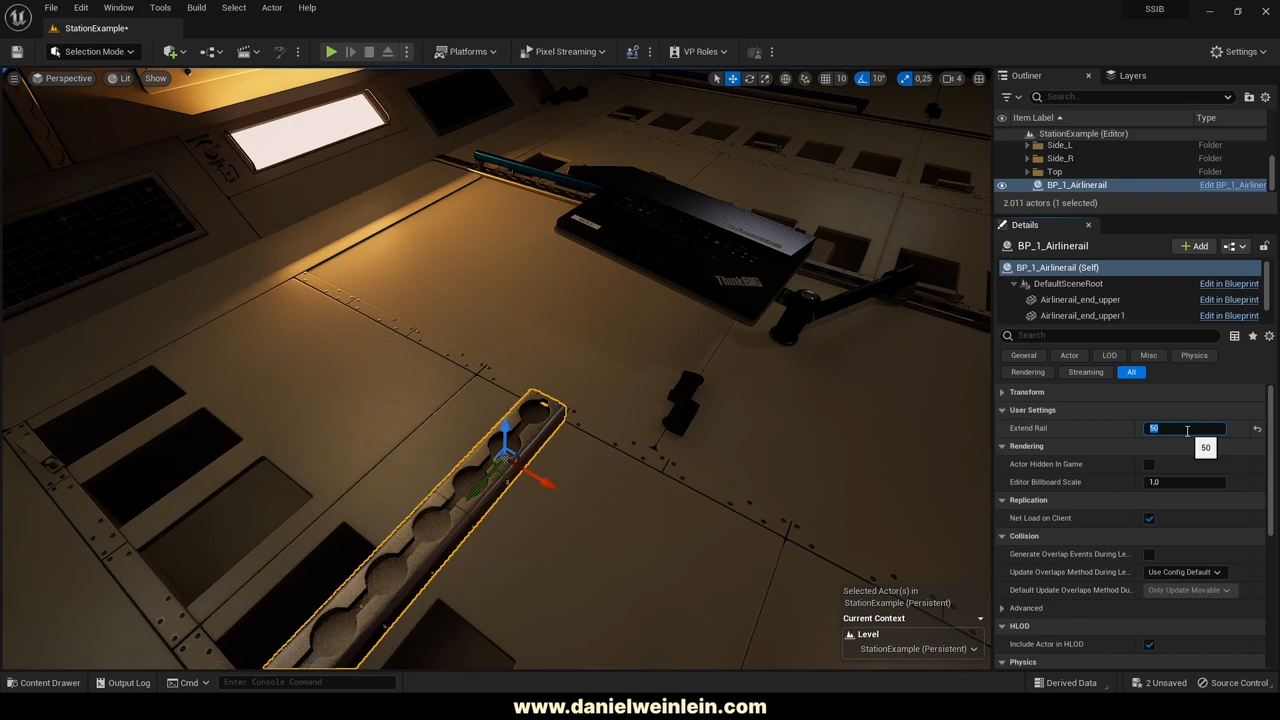 File Edit Window Tools Build Select Actor Help
SSIB
StationExample*
Selection Mode
Platforms
Pixel Streaming
VP Roles
Settings
Perspective Lit Show
10 10° 0,25 4
Outliner Layers
Search...
Item Label Type
StationExample (Editor)
Side_L Folder
Side_R Folder
Top Folder
BP_1_Airlinerail Edit BP_1_Airliner
2.011 actors (1 selected)
Details
BP_1_Airlinerail
Add
BP_1_Airlinerail (Self)
DefaultSceneRoot Edit in Blueprint
Airlinerail_end_upper Edit in Blueprint
Airlinerail_end_upper1 Edit in Blueprint
Search
General Actor LOD Misc Physics
Rendering Streaming All
Transform
User Settings
Extend Rail 50
50
Rendering
Actor Hidden In Game
Editor Billboard Scale 1,0
Replication
Net Load on Client
Collision
Generate Overlap Events During Le...
Update Overlaps Method During Le... Use Config Default
Default Update Overlaps Method Du... Only Update Movable
Advanced
HLOD
Include Actor in HLOD
Physics
ThinkBIG
Selected Actor(s) in
StationExample (Persistent)
Current Context
Level
StationExample (Persistent)
Content Drawer Output Log Cmd Enter Console Command
Derived Data 2 Unsaved Source Control
www.danielweinlein.com